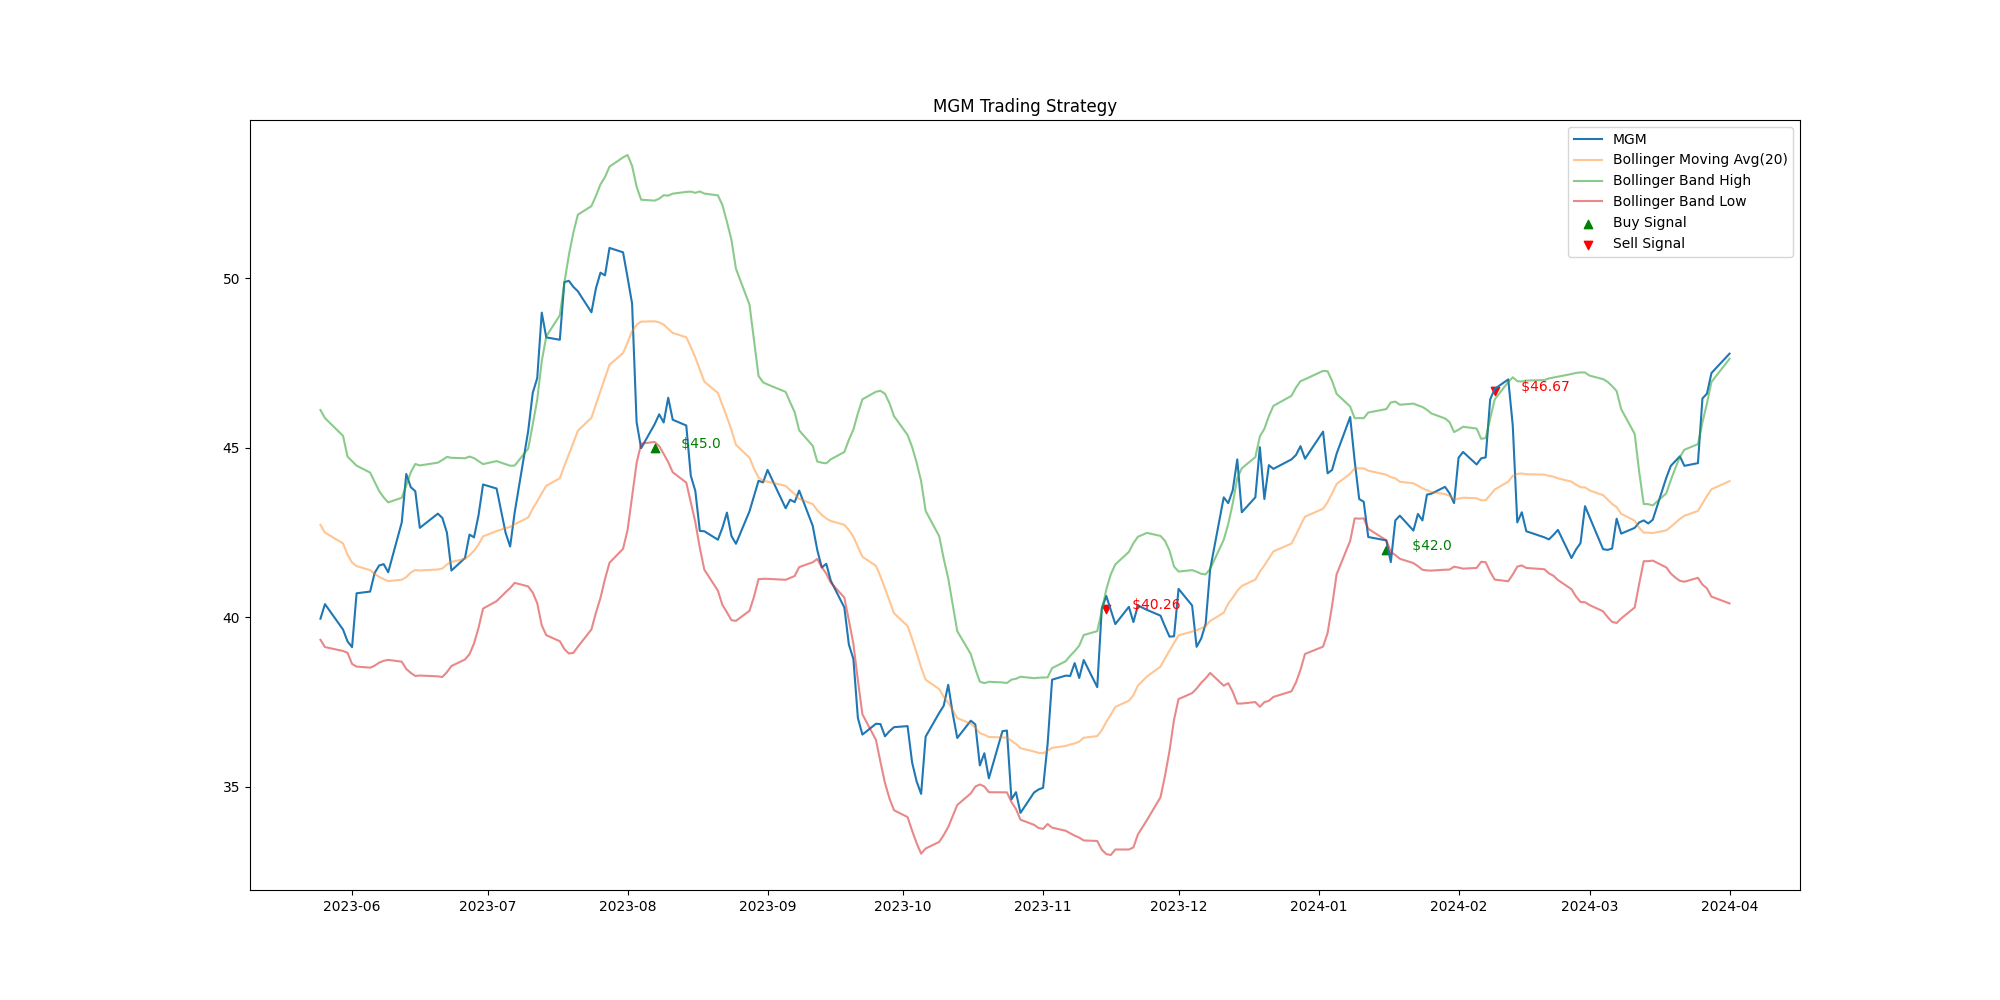 MGM Trading Strategy
MGM
Bollinger Moving Avg(20)
Bollinger Band High
Bollinger Band Low
Buy Signal
Sell Signal
50
45
40
35
$46.67
$45.0
$42.0
$40.26
2023-06 2023-07 2023-08 2023-09 2023-10 2023-11 2023-12 2024-01 2024-02 2024-03 2024-04